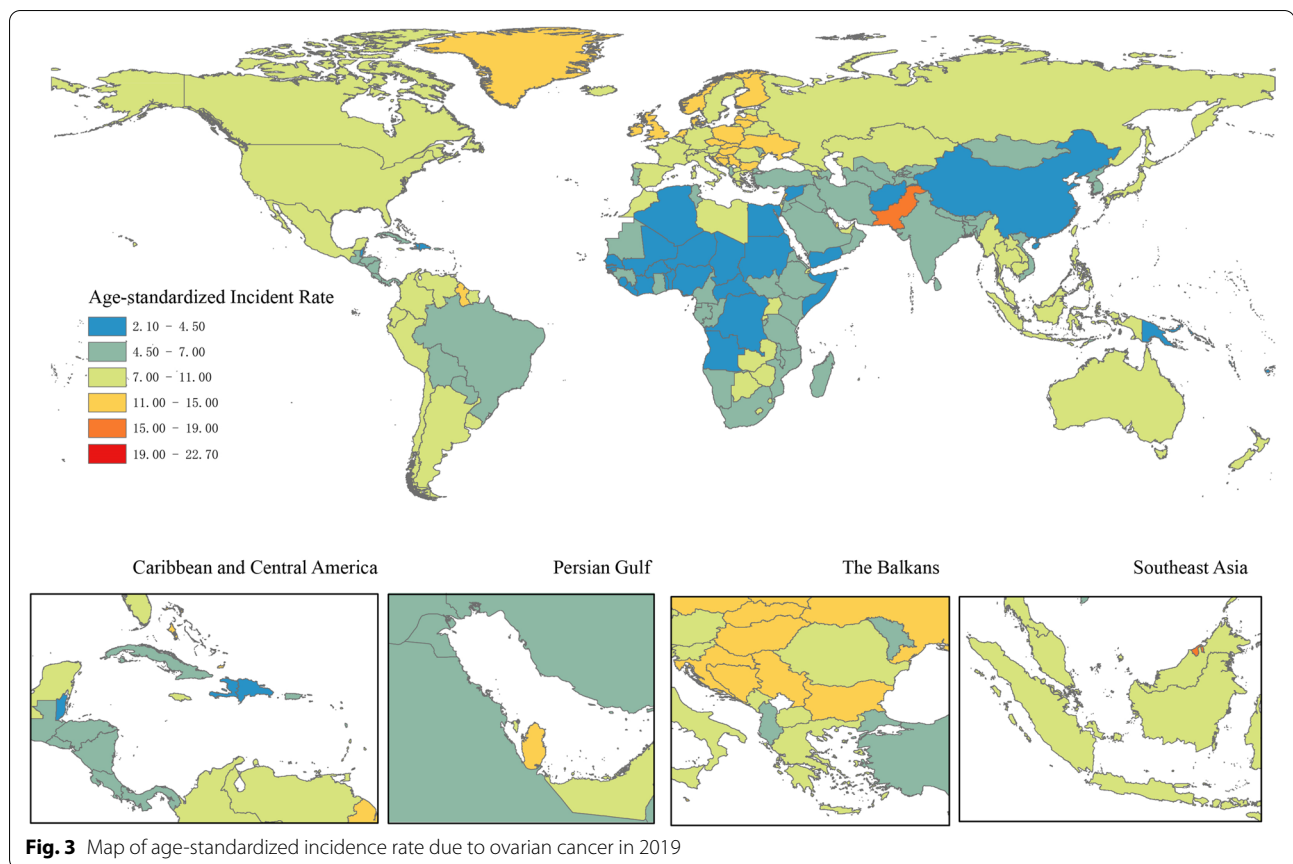 Age-standardized Incident Rate
2.10 - 4.50
4.50 - 7.00
7.00 - 11.00
11.00 - 15.00
15.00 - 19.00
19.00 - 22.70
Caribbean and Central America
Persian Gulf
The Balkans
Southeast Asia
Fig. 3 Map of age-standardized incidence rate due to ovarian cancer in 2019